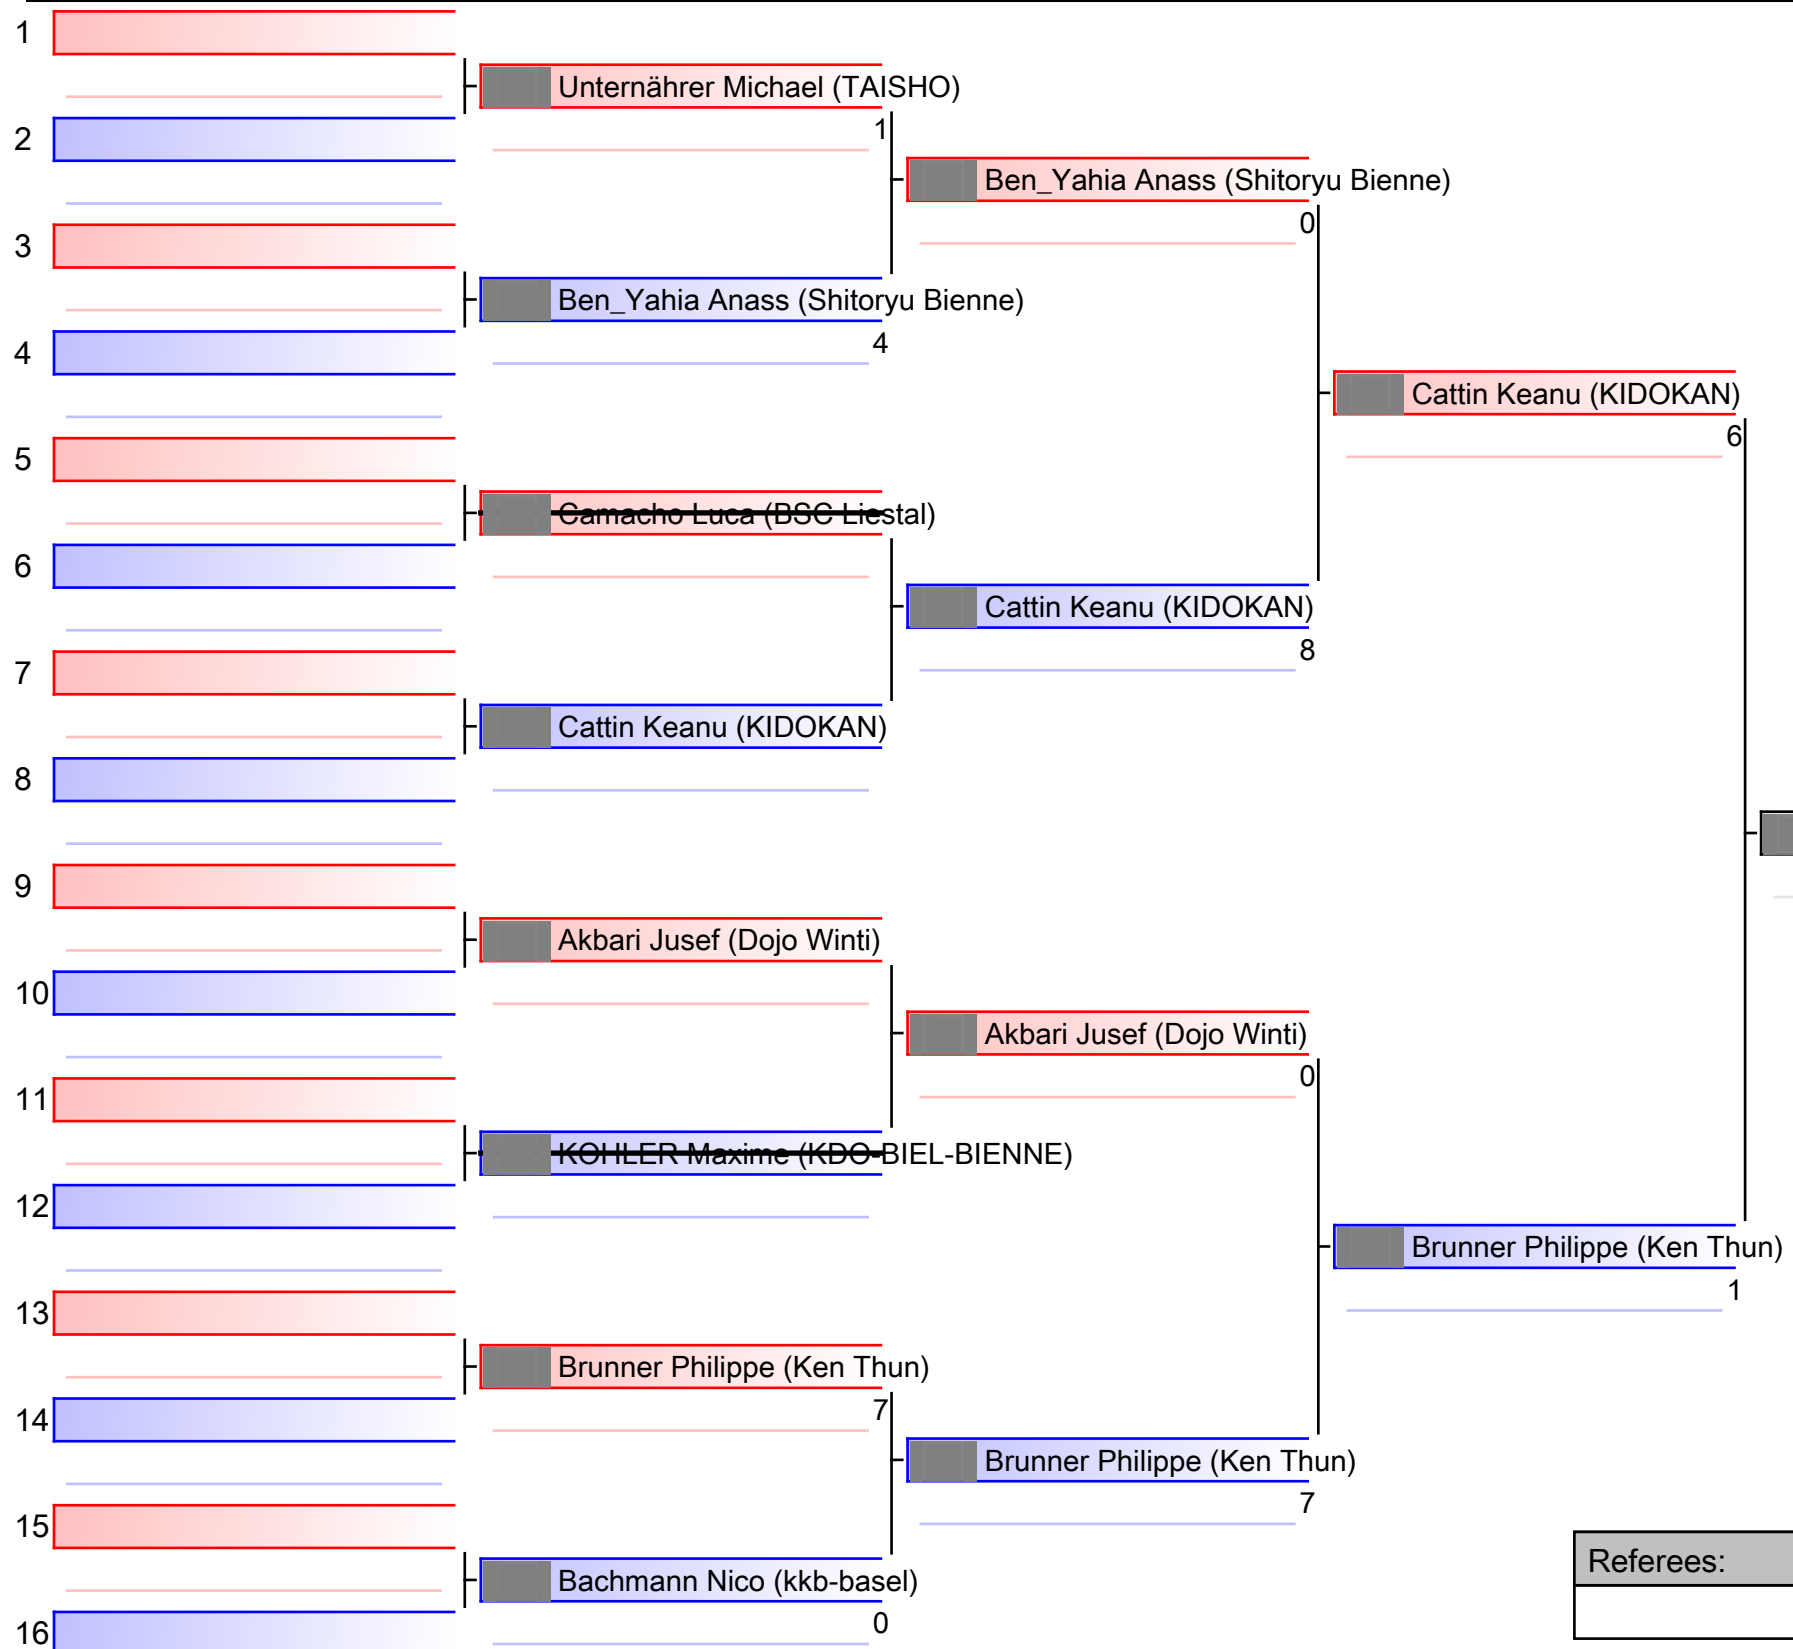 1
Unternährer Michael (TAISHO)
1
2
Ben_Yahia Anass (Shitoryu Bienne)
0
3
Ben_Yahia Anass (Shitoryu Bienne)
4
4
Cattin Keanu (KIDOKAN)
6
5
Camacho Luca (BSC Liestal)
6
Cattin Keanu (KIDOKAN)
8
7
Cattin Keanu (KIDOKAN)
8
9
Akbari Jusef (Dojo Winti)
10
Akbari Jusef (Dojo Winti)
0
11
KOHLER Maxime (KDO-BIEL-BIENNE)
12
Brunner Philippe (Ken Thun)
1
13
Brunner Philippe (Ken Thun)
7
14
Brunner Philippe (Ken Thun)
7
15
Bachmann Nico (kkb-basel)
0
16
Referees: